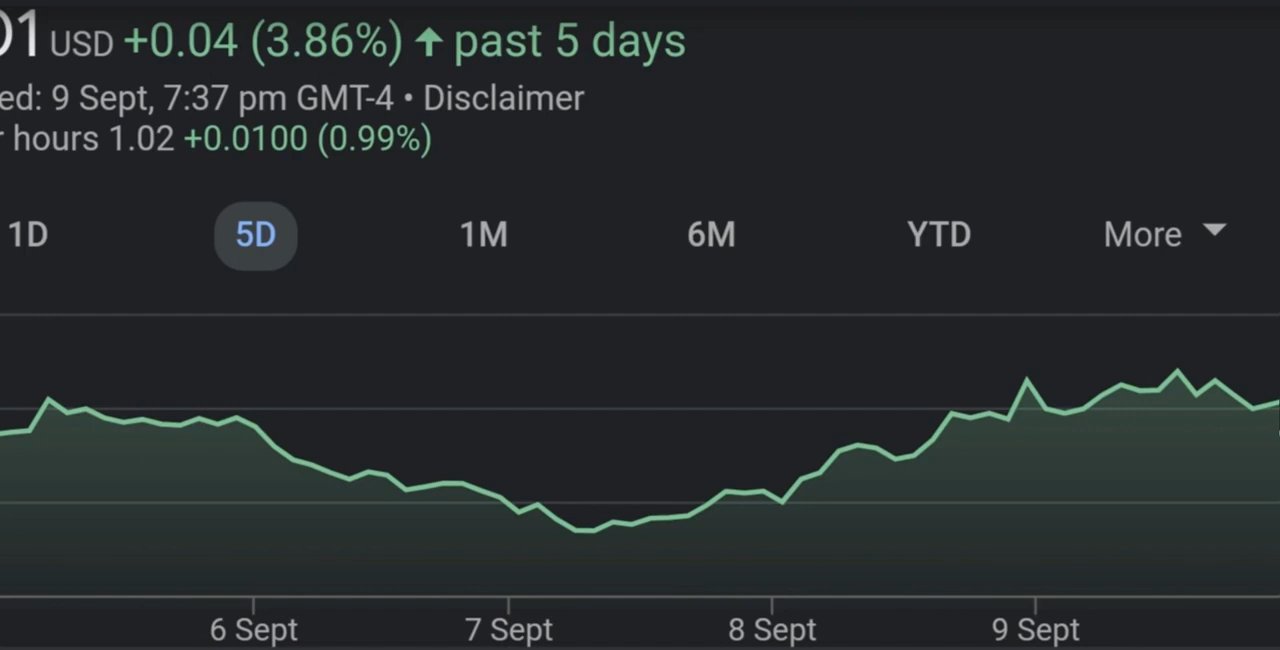 01 USD +0.04 (3.86%) ↑ past 5 days
ed: 9 Sept, 7:37 pm GMT-4 • Disclaimer
r hours 1.02 +0.0100 (0.99%)
1D 5D 1M 6M YTD More
6 Sept 7 Sept 8 Sept 9 Sept